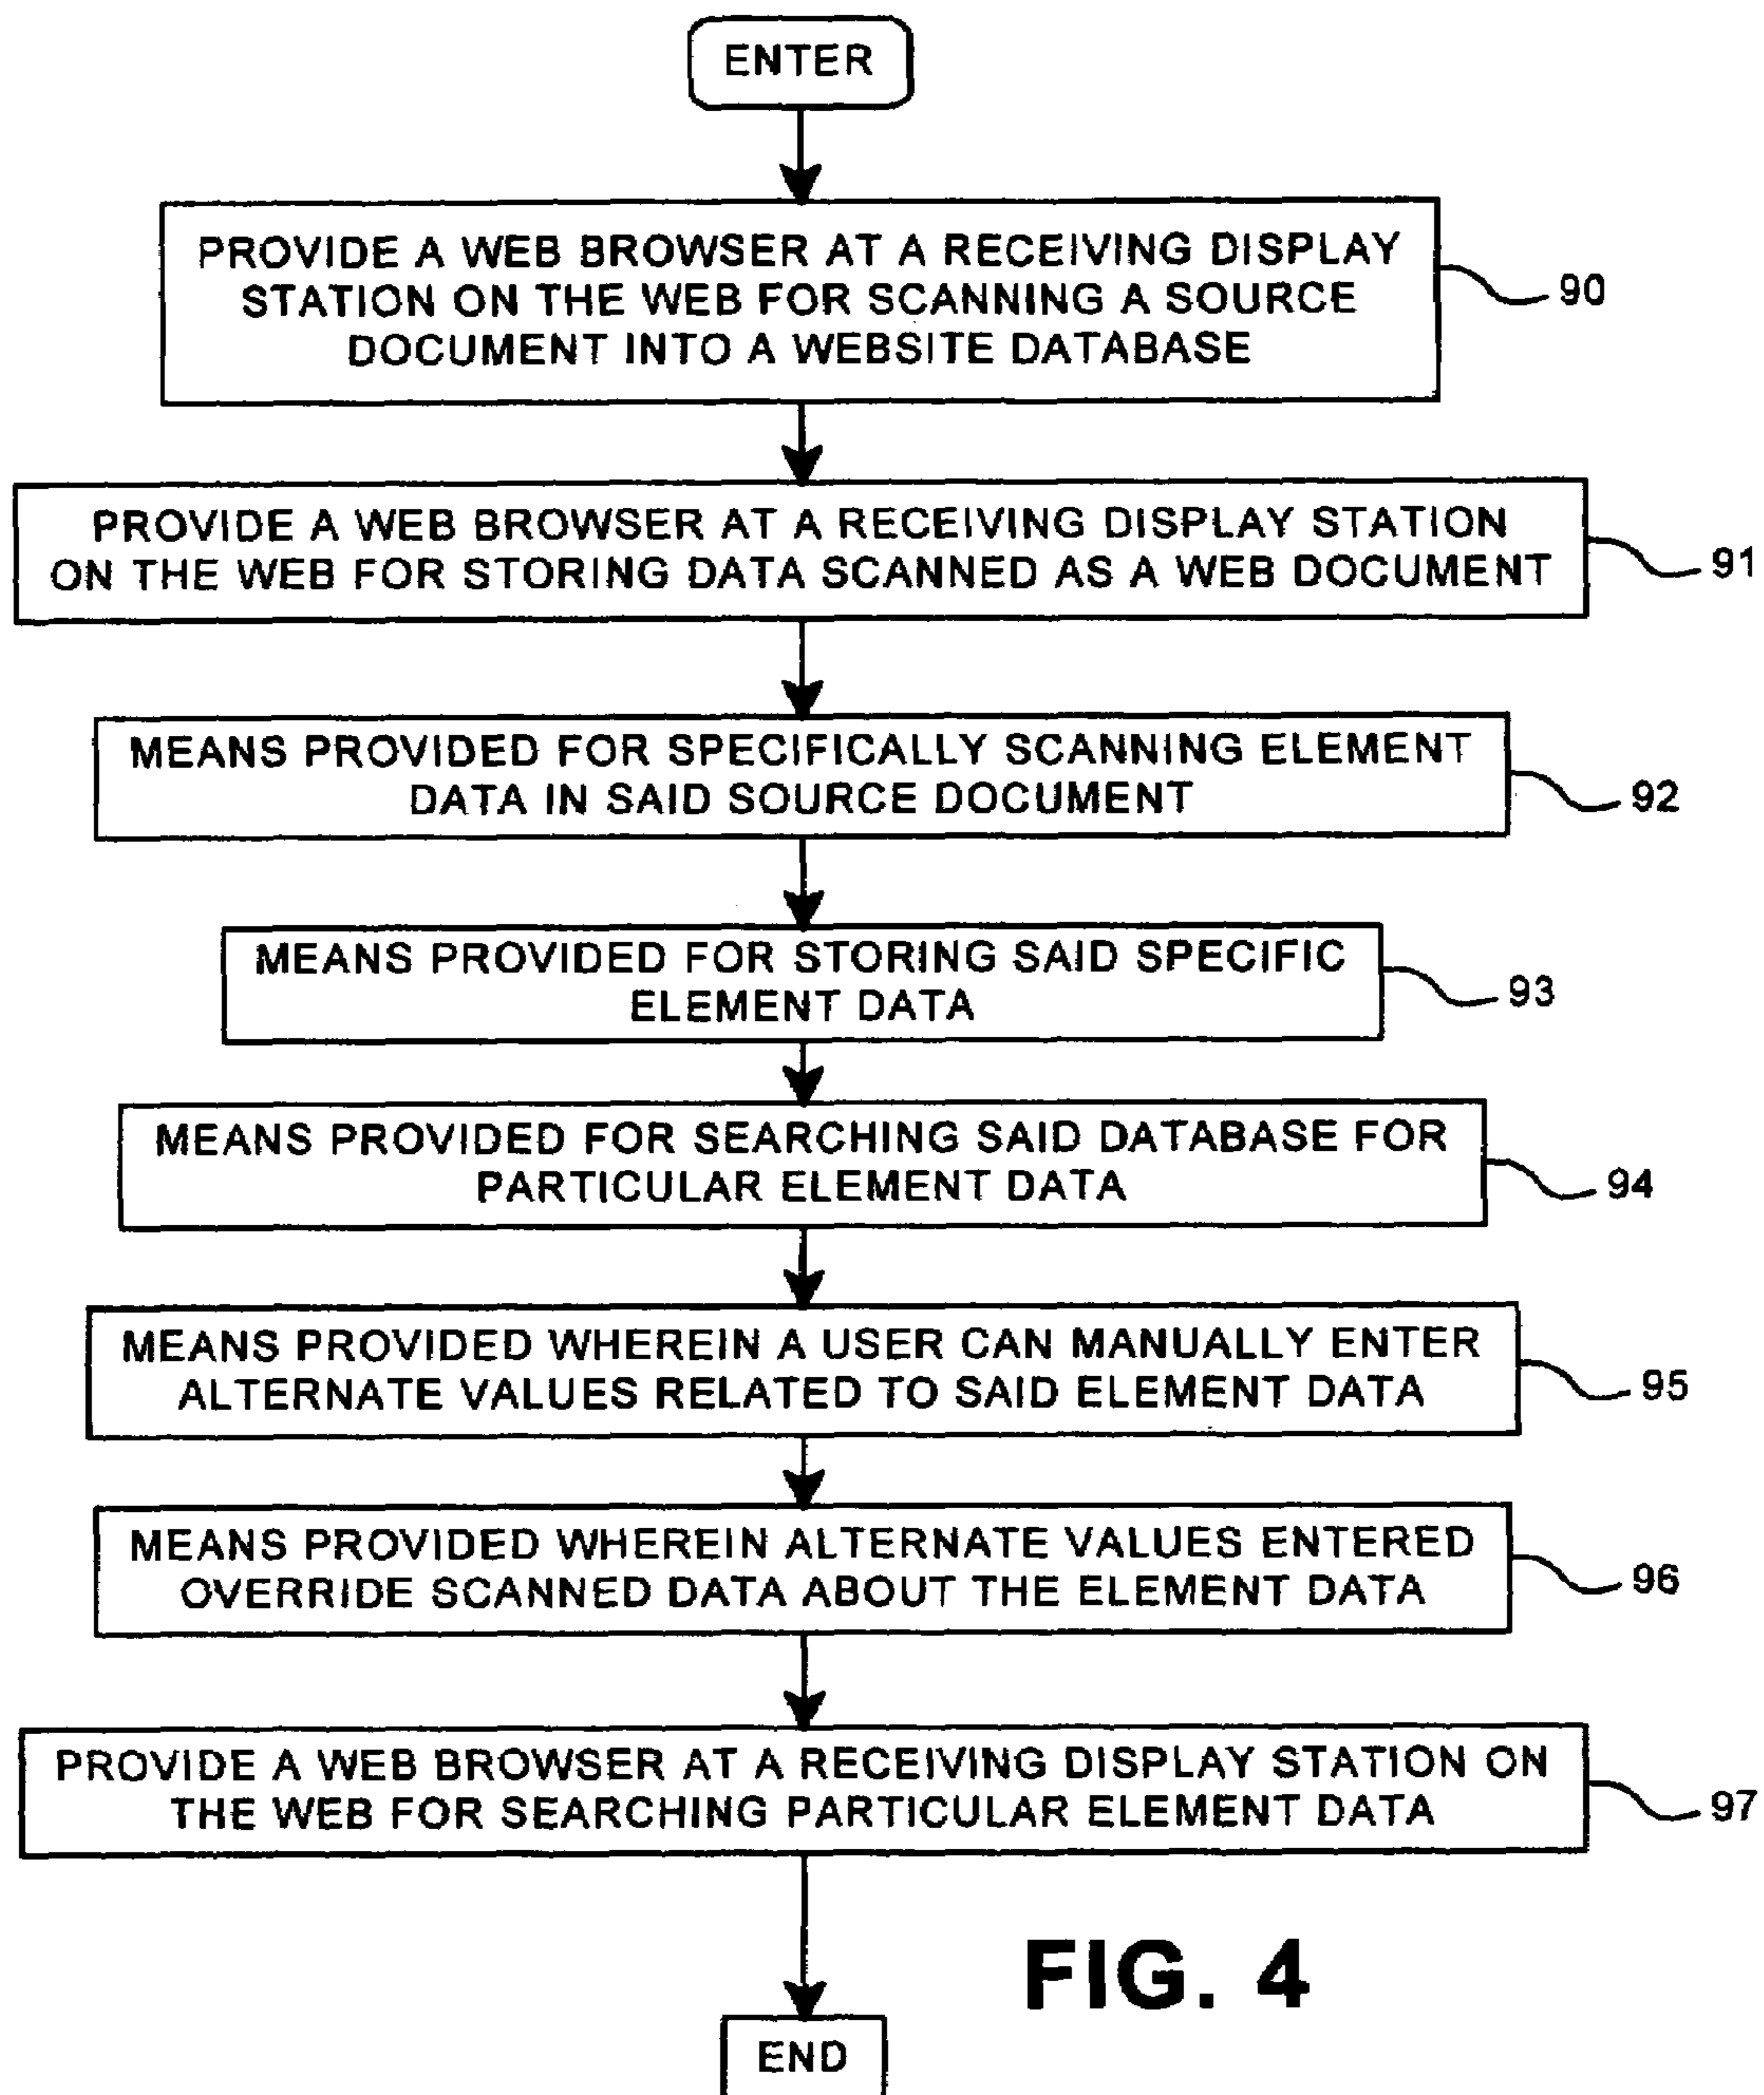 ENTER
PROVIDE A WEB BROWSER AT A RECEIVING DISPLAY
STATION ON THE WEB FOR SCANNING A SOURCE
DOCUMENT INTO A WEBSITE DATABASE
90
PROVIDE A WEB BROWSER AT A RECEIVING DISPLAY STATION
ON THE WEB FOR STORING DATA SCANNED AS A WEB DOCUMENT
91
MEANS PROVIDED FOR SPECIFICALLY SCANNING ELEMENT
DATA IN SAID SOURCE DOCUMENT
92
MEANS PROVIDED FOR STORING SAID SPECIFIC
ELEMENT DATA
93
MEANS PROVIDED FOR SEARCHING SAID DATABASE FOR
PARTICULAR ELEMENT DATA
94
MEANS PROVIDED WHEREIN A USER CAN MANUALLY ENTER
ALTERNATE VALUES RELATED TO SAID ELEMENT DATA
95
MEANS PROVIDED WHEREIN ALTERNATE VALUES ENTERED
OVERRIDE SCANNED DATA ABOUT THE ELEMENT DATA
96
PROVIDE A WEB BROWSER AT A RECEIVING DISPLAY STATION ON
THE WEB FOR SEARCHING PARTICULAR ELEMENT DATA
97
FIG. 4
END